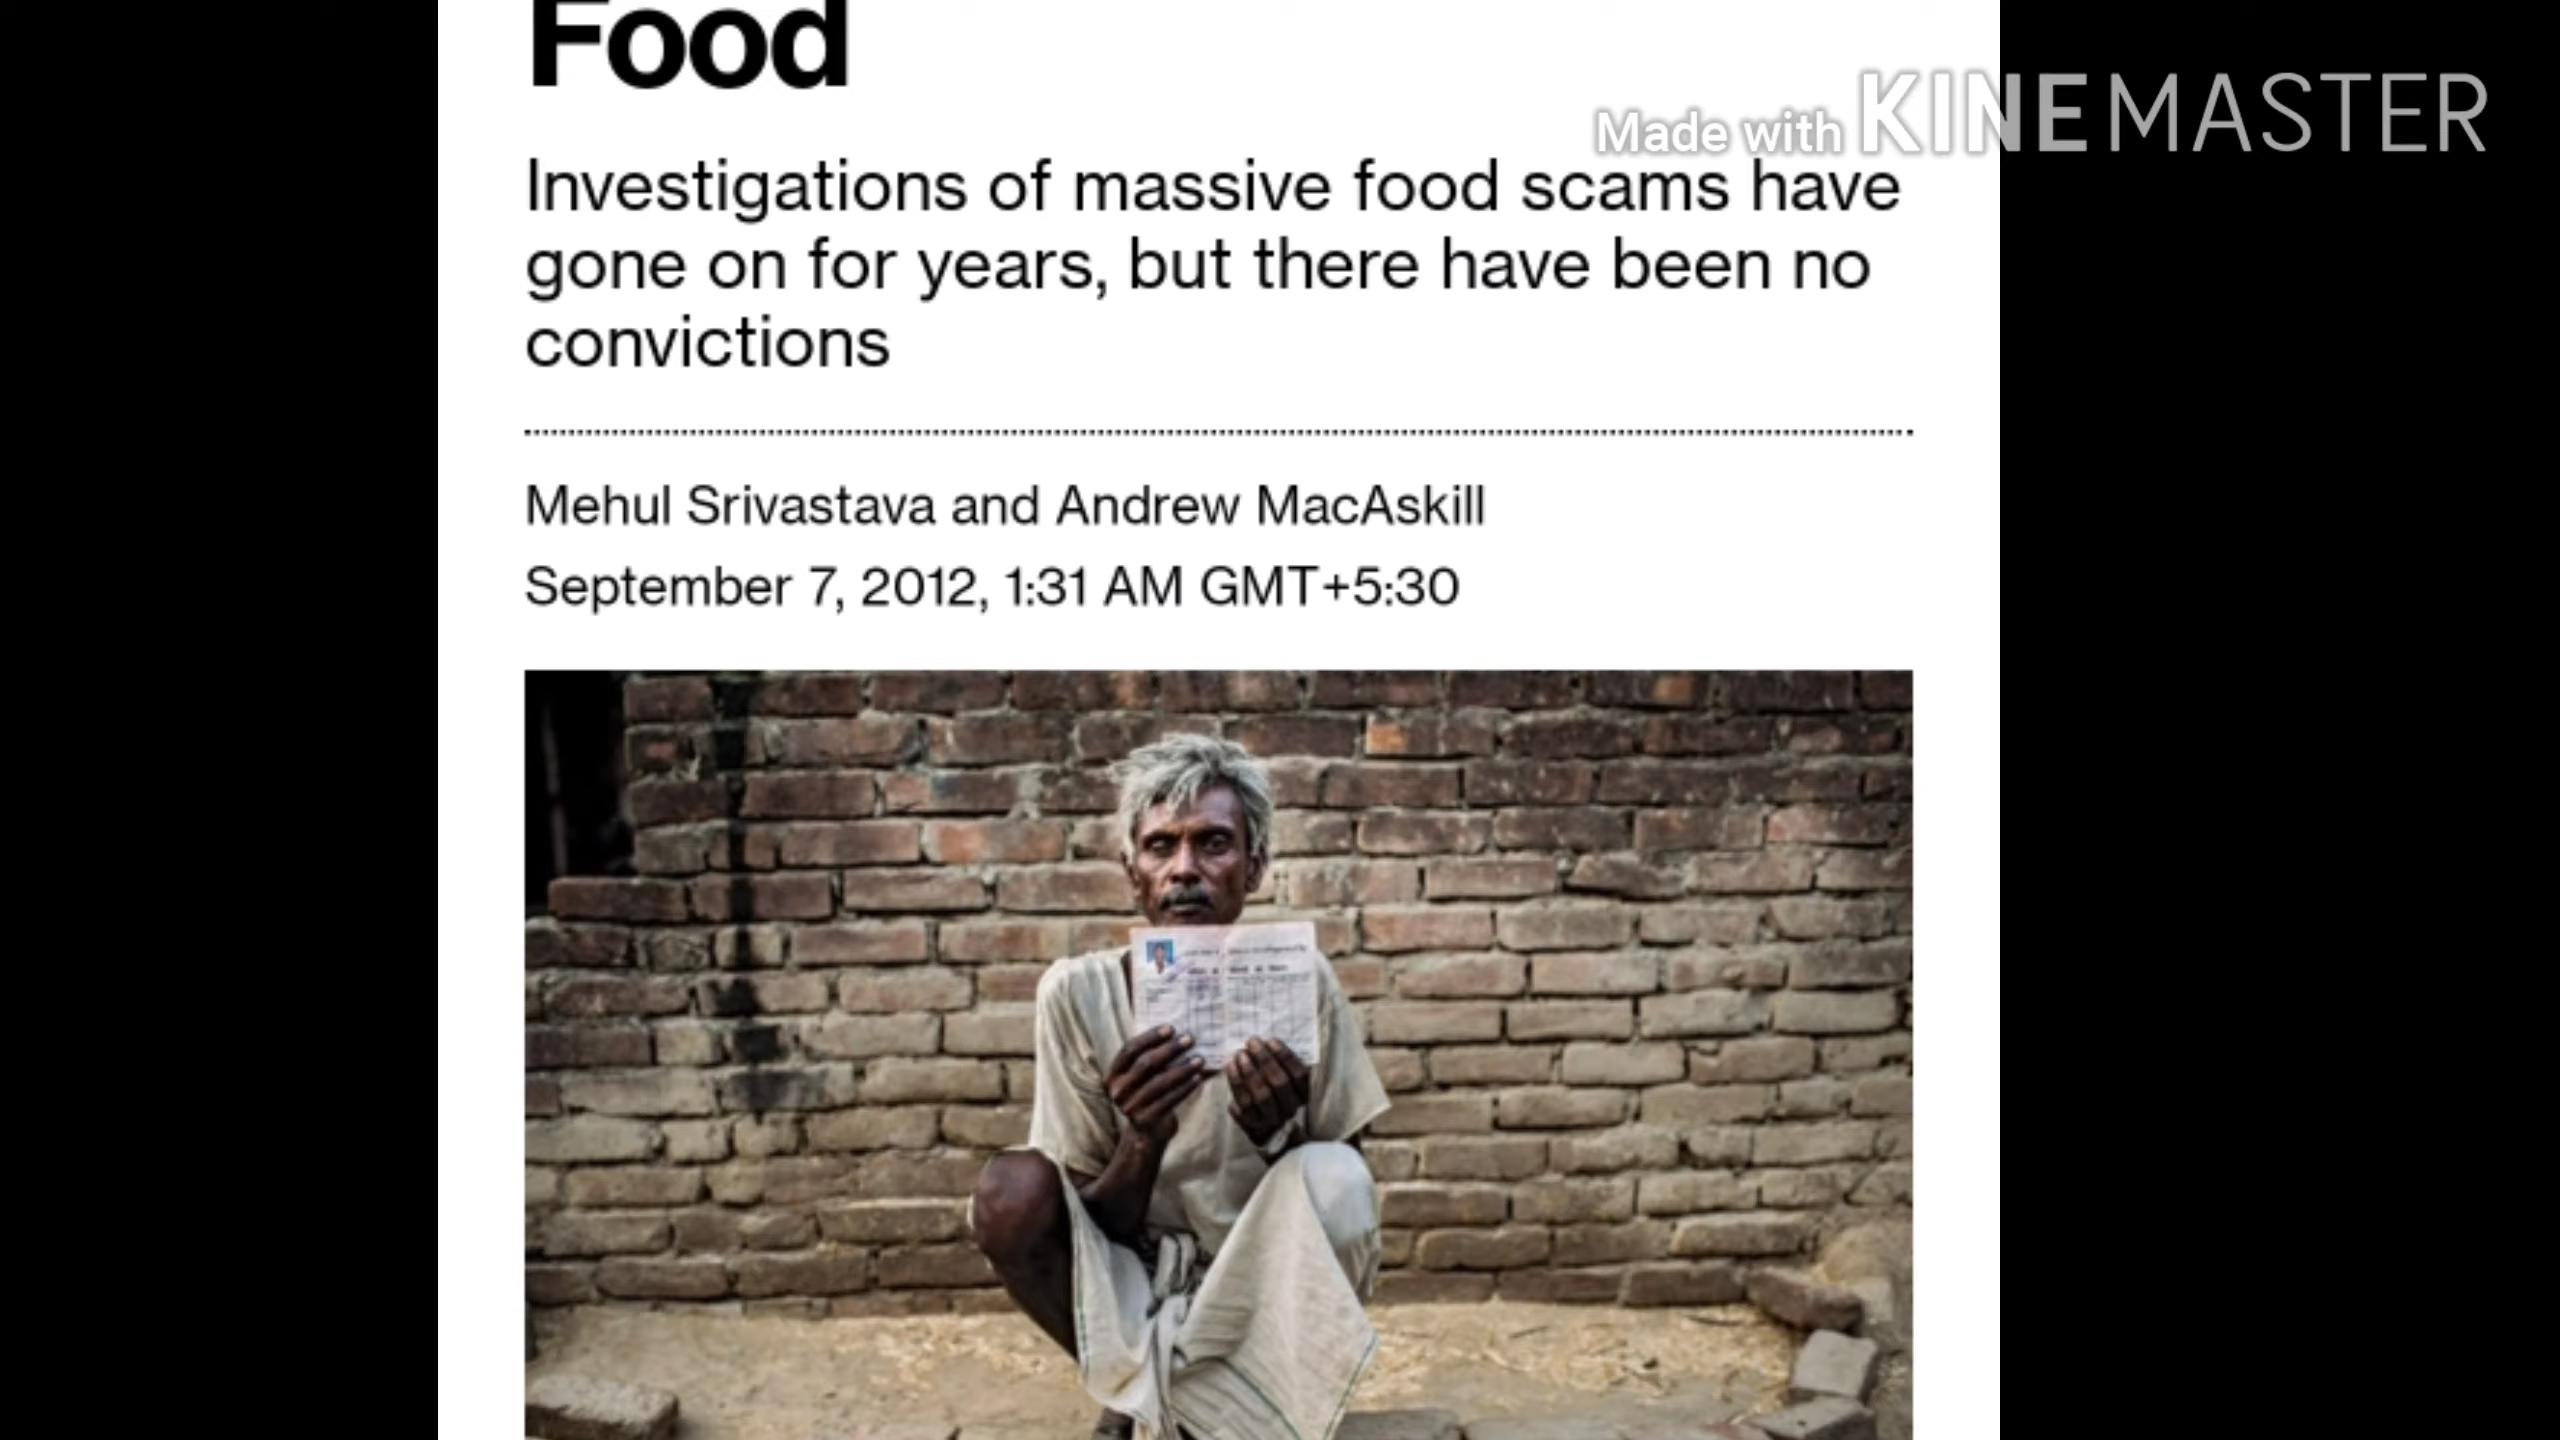 Food
Made with KINEMASTER
Investigations of massive food scams have
gone on for years, but there have been no
convictions
Mehul Srivastava and Andrew MacAskill
September 7, 2012, 1:31 AM GMT+5:30